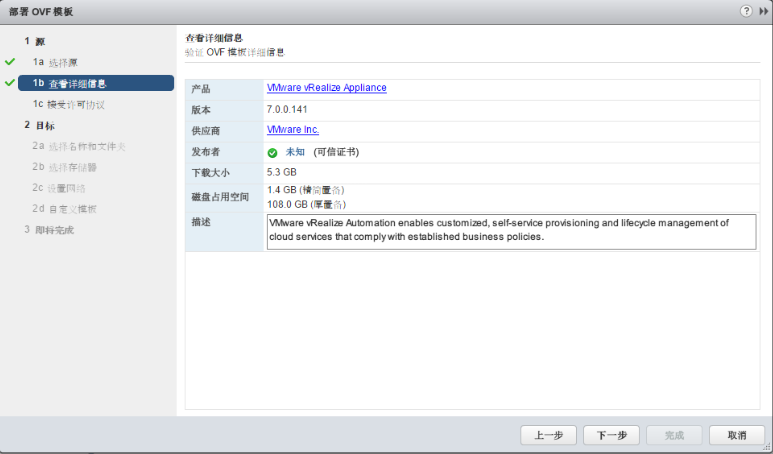 部署 OVF 模板
1 源
1a 选择源
1b 查看详细信息
1c 接受许可协议
2 目标
2a 选择名称和文件夹
2b 选择存储器
2c 设置网络
2d 自定义模板
3 即将完成
查看详细信息
验证 OVF 模板详细信息
产品 VMware vRealize Appliance
版本 7.0.0.141
供应商 VMware Inc.
发布者 未知 (可信证书)
下载大小 5.3 GB
磁盘占用空间 1.4 GB (精简置备)
108.0 GB (厚置备)
描述 VMware vRealize Automation enables customized, self-service provisioning and lifecycle management of
cloud services that comply with established business policies.
上一步 下一步 完成 取消